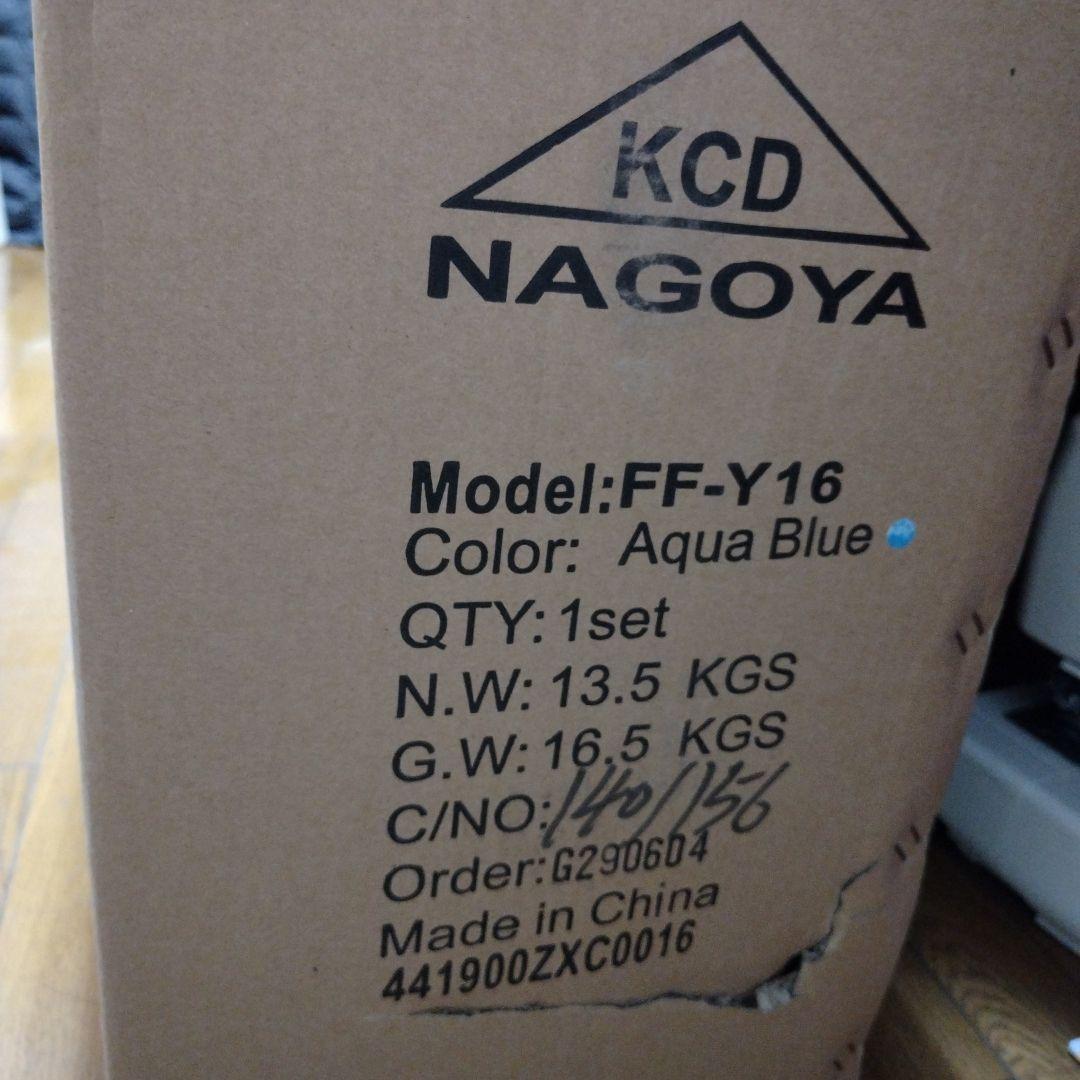 KCD
NAGOYA
Model:FF-Y16
Color: Aqua Blue
QTY: 1set
N.W: 13.5 KGS
G.W: 16.5 KGS
C/NO: 140/156
Order:G290604
Made in China
441900ZXC0016